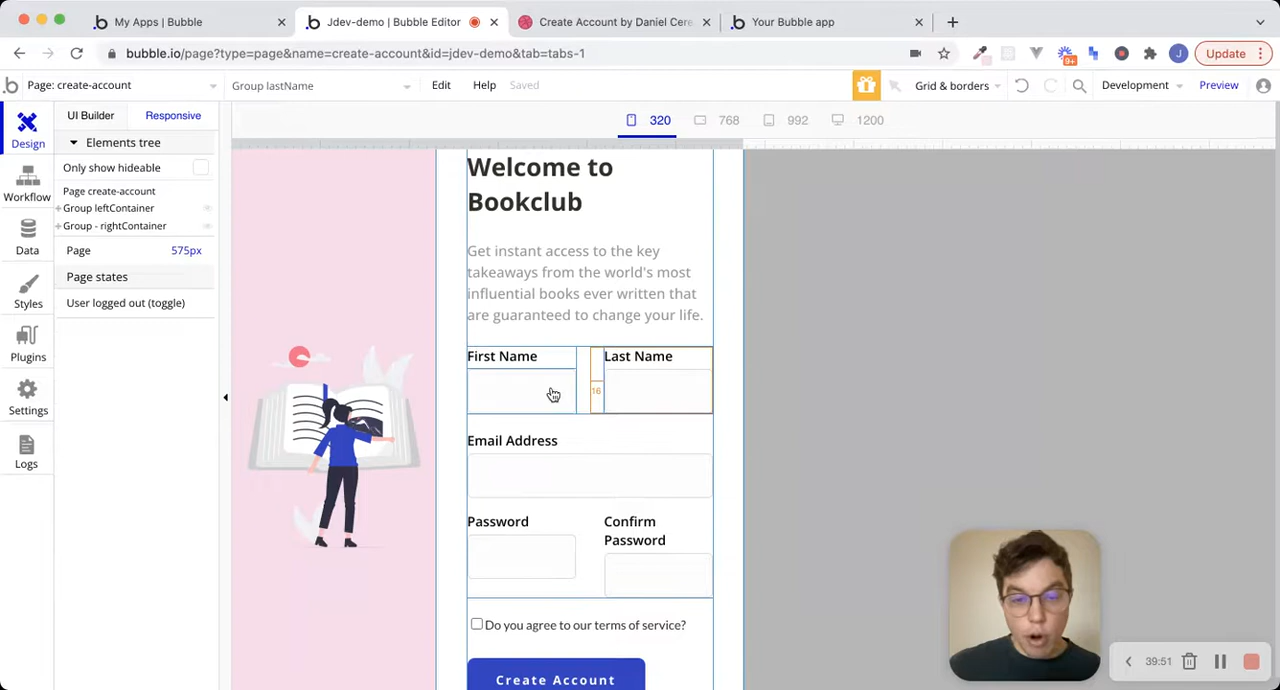 My Apps | Bubble
Jdev-demo | Bubble Editor
Create Account by Daniel Cere
Your Bubble app
bubble.io/page?type=page&name=create-account&id=jdev-demo&tab=tabs-1
9+
J
Update
Page: create-account
Group lastName
Edit
Help
Saved
Grid & borders
Development
Preview
Design
Workflow
Data
Styles
Plugins
Settings
Logs
UI Builder
Responsive
Elements tree
Only show hideable
Page create-account
Group leftContainer
Group - rightContainer
Page 575px
Page states
User logged out (toggle)
320
768
992
1200
Welcome to
Bookclub
Get instant access to the key
takeaways from the world's most
influential books ever written that
are guaranteed to change your life.
First Name
Last Name
16
Email Address
Password
Confirm
Password
Do you agree to our terms of service?
Create Account
39:51